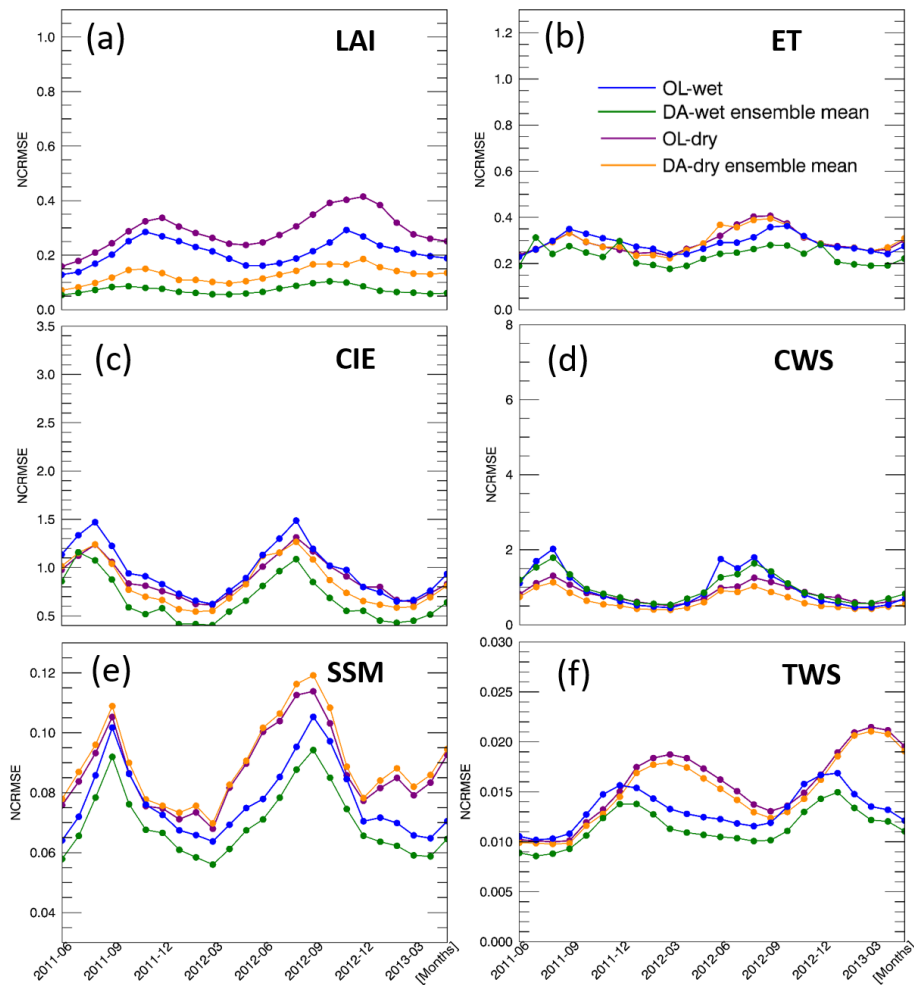 (a) LAI
1.0
0.8
0.6
0.4
0.2
0.0
NCRMSE
(b) ET
1.2
1.0
0.8
0.6
0.4
0.2
0.0
NCRMSE
OL-wet
DA-wet ensemble mean
OL-dry
DA-dry ensemble mean
(c) CIE
3.5
3.0
2.5
2.0
1.5
1.0
0.5
NCRMSE
(d) CWS
8
6
4
2
0
NCRMSE
(e) SSM
0.12
0.10
0.08
0.06
0.04
NCRMSE
2011-06
2011-09
2011-12
2012-03
2012-06
2012-09
2012-12
2013-03
[Months]
(f) TWS
0.030
0.025
0.020
0.015
0.010
0.005
0.000
NCRMSE
2011-06
2011-09
2011-12
2012-03
2012-06
2012-09
2012-12
2013-03
[Months]